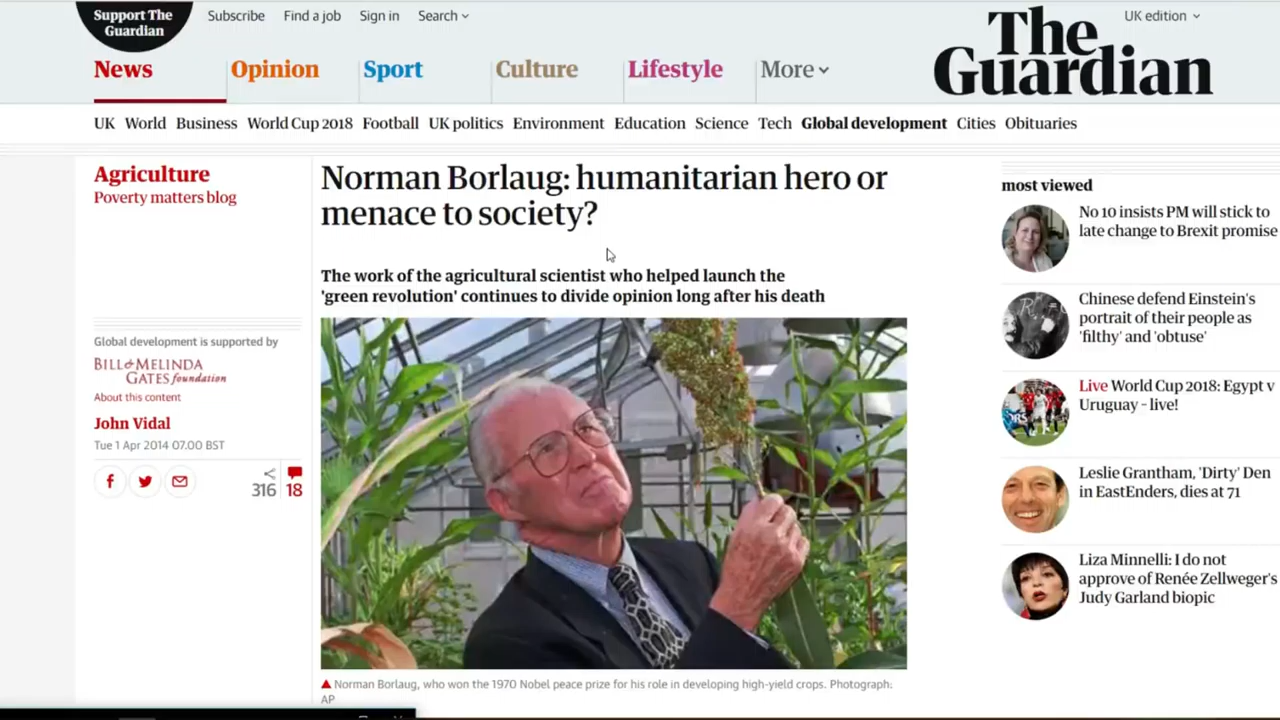 Support The
Guardian
Subscribe
Find a job
Sign in
Search
UK edition
The
Guardian
News
Opinion
Sport
Culture
Lifestyle
More
UK
World
Business
World Cup 2018
Football
UK politics
Environment
Education
Science
Tech
Global development
Cities
Obituaries
Agriculture
Poverty matters blog
Global development is supported by
BILL & MELINDA
GATES foundation
About this content
John Vidal
Tue 1 Apr 2014 07.00 BST
316
18
Norman Borlaug: humanitarian hero or
menace to society?
The work of the agricultural scientist who helped launch the
'green revolution' continues to divide opinion long after his death
Norman Borlaug, who won the 1970 Nobel peace prize for his role in developing high-yield crops. Photograph:
AP
most viewed
No 10 insists PM will stick to
late change to Brexit promise
Chinese defend Einstein's
portrait of their people as
'filthy' and 'obtuse'
Live World Cup 2018: Egypt v
Uruguay – live!
Leslie Grantham, 'Dirty' Den
in EastEnders, dies at 71
Liza Minnelli: I do not
approve of Renée Zellweger's
Judy Garland biopic